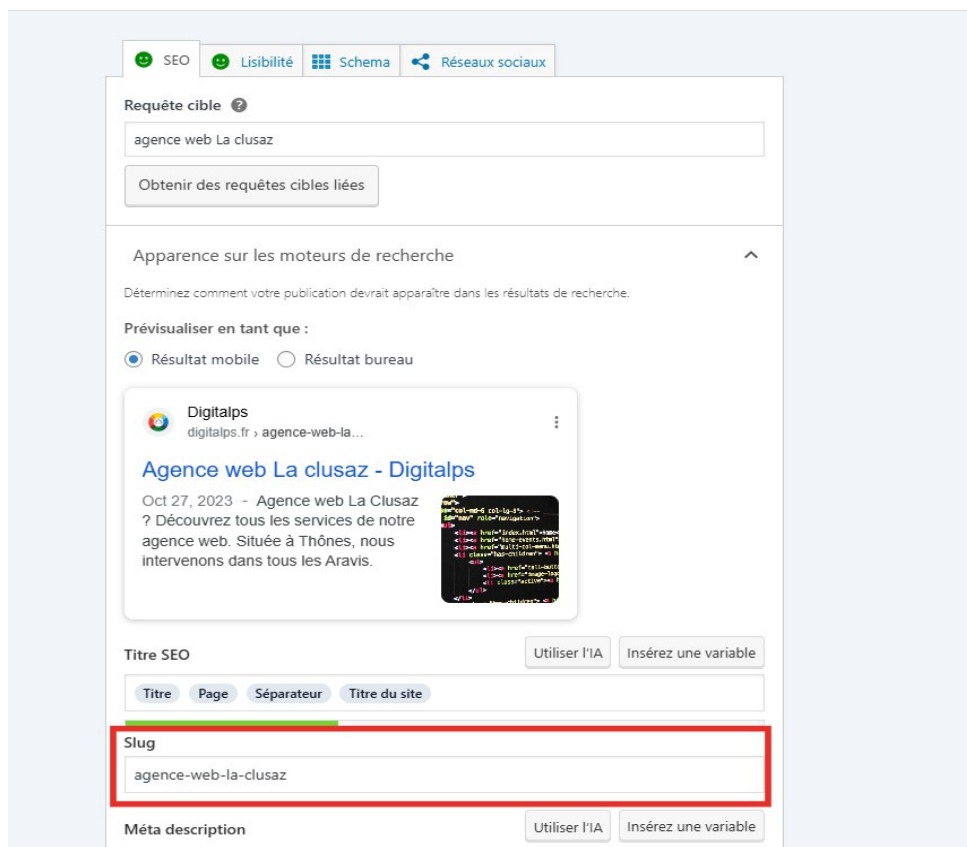 SEO
Lisibilité
Schema
Réseaux sociaux
Requête cible
agence web La clusaz
Obtenir des requêtes cibles liées
Apparence sur les moteurs de recherche
Déterminez comment votre publication devrait apparaître dans les résultats de recherche.
Prévisualiser en tant que :
Résultat mobile Résultat bureau
Digitalps
digitalps.fr › agence-web-la...
Agence web La clusaz - Digitalps
Oct 27, 2023 - Agence web La Clusaz
? Découvrez tous les services de notre
agence web. Située à Thônes, nous
intervenons dans tous les Aravis.
Titre SEO Utiliser l'IA Insérez une variable
Titre Page Séparateur Titre du site
Slug
agence-web-la-clusaz
Méta description Utiliser l'IA Insérez une variable